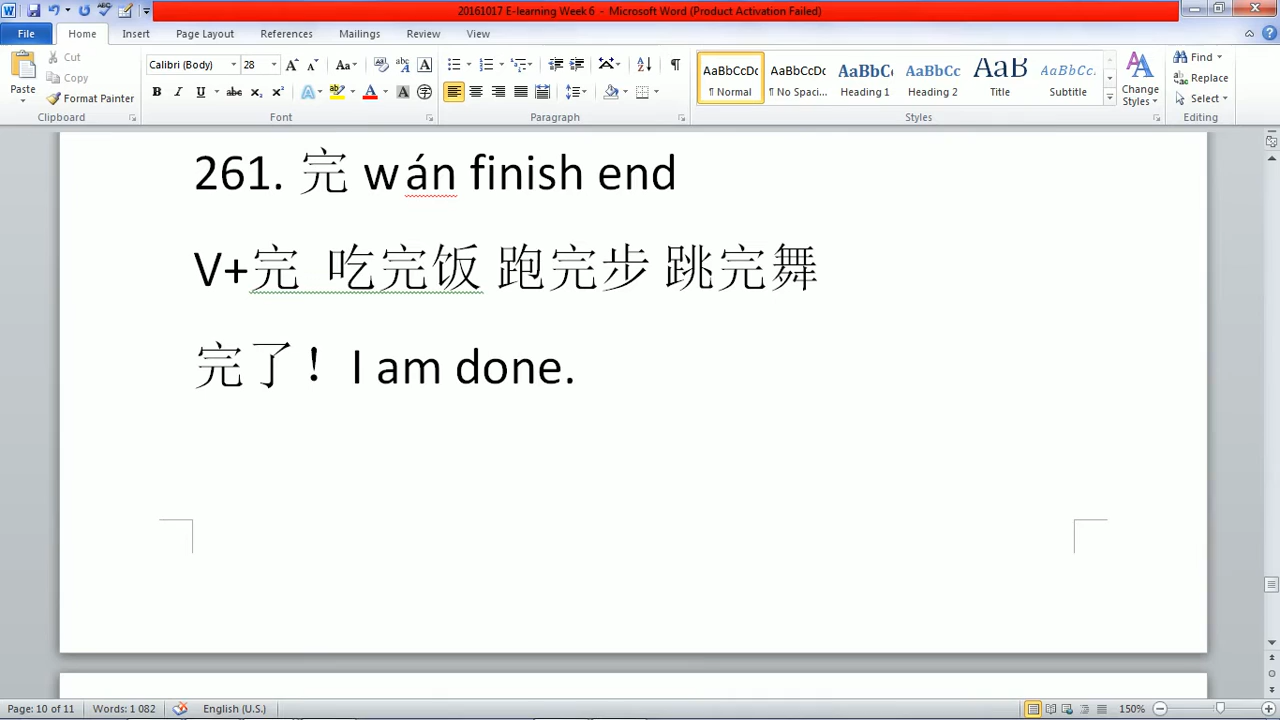 20161017 E-learning Week 6 - Microsoft Word (Product Activation Failed)
File Home Insert Page Layout References Mailings Review View
Cut
Copy
Format Painter
Paste
Calibri (Body) 28
AaBbCcDc AaBbCcDc AaBbCc AaBbCc AaB AaBbCc.
¶ Normal ¶ No Spaci... Heading 1 Heading 2 Title Subtitle
Change Styles
Find
Replace
Select
Clipboard Font Paragraph Styles Editing
261. 完 wán finish end
V+完 吃完饭 跑完步 跳完舞
完了！ I am done.
Page: 10 of 11 Words: 1 082 English (U.S.) 150%